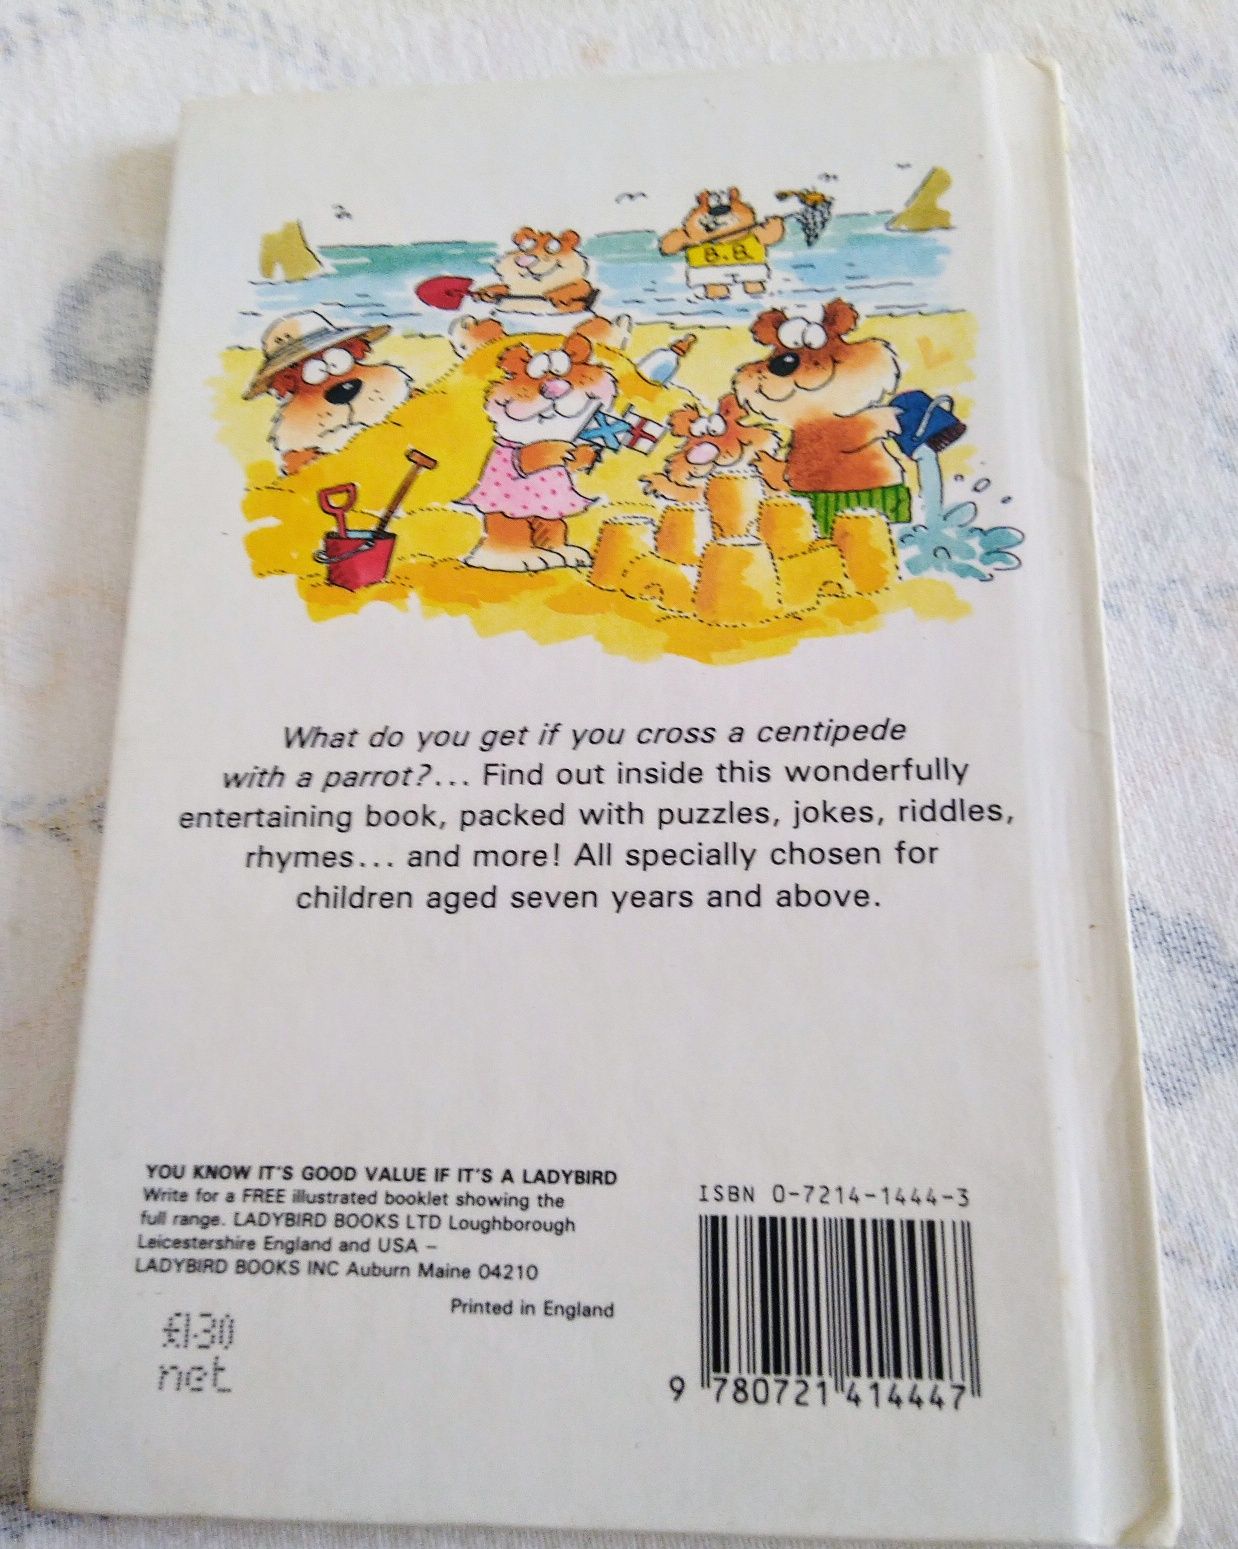 B.B.
What do you get if you cross a centipede
with a parrot?... Find out inside this wonderfully
entertaining book, packed with puzzles, jokes, riddles,
rhymes... and more! All specially chosen for
children aged seven years and above.
YOU KNOW IT'S GOOD VALUE IF IT'S A LADYBIRD
Write for a FREE illustrated booklet showing the
full range. LADYBIRD BOOKS LTD Loughborough
Leicestershire England and USA –
LADYBIRD BOOKS INC Auburn Maine 04210
Printed in England
£1·30
net
ISBN 0-7214-1444-3
9 780721 414447